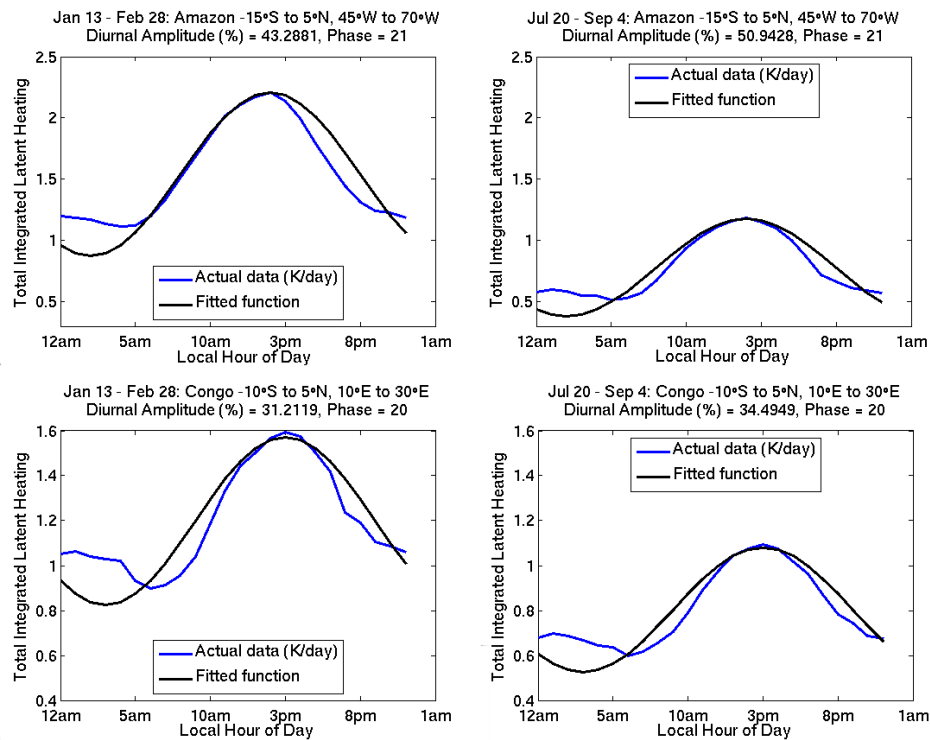 Jan 13 - Feb 28: Amazon -15°S to 5°N, 45°W to 70°W
Diurnal Amplitude (%) = 43.2881, Phase = 21
Total Integrated Latent Heating
2.5
2
1.5
1
0.5
Actual data (K/day)
Fitted function
12am 5am 10am 3pm 8pm 1am
Local Hour of Day
Jul 20 - Sep 4: Amazon -15°S to 5°N, 45°W to 70°W
Diurnal Amplitude (%) = 50.9428, Phase = 21
Total Integrated Latent Heating
2.5
2
1.5
1
0.5
Actual data (K/day)
Fitted function
12am 5am 10am 3pm 8pm 1am
Local Hour of Day
Jan 13 - Feb 28: Congo -10°S to 5°N, 10°E to 30°E
Diurnal Amplitude (%) = 31.2119, Phase = 20
Total Integrated Latent Heating
1.6
1.4
1.2
1
0.8
0.6
0.4
Actual data (K/day)
Fitted function
12am 5am 10am 3pm 8pm 1am
Local Hour of Day
Jul 20 - Sep 4: Congo -10°S to 5°N, 10°E to 30°E
Diurnal Amplitude (%) = 34.4949, Phase = 20
Total Integrated Latent Heating
1.6
1.4
1.2
1
0.8
0.6
0.4
Actual data (K/day)
Fitted function
12am 5am 10am 3pm 8pm 1am
Local Hour of Day